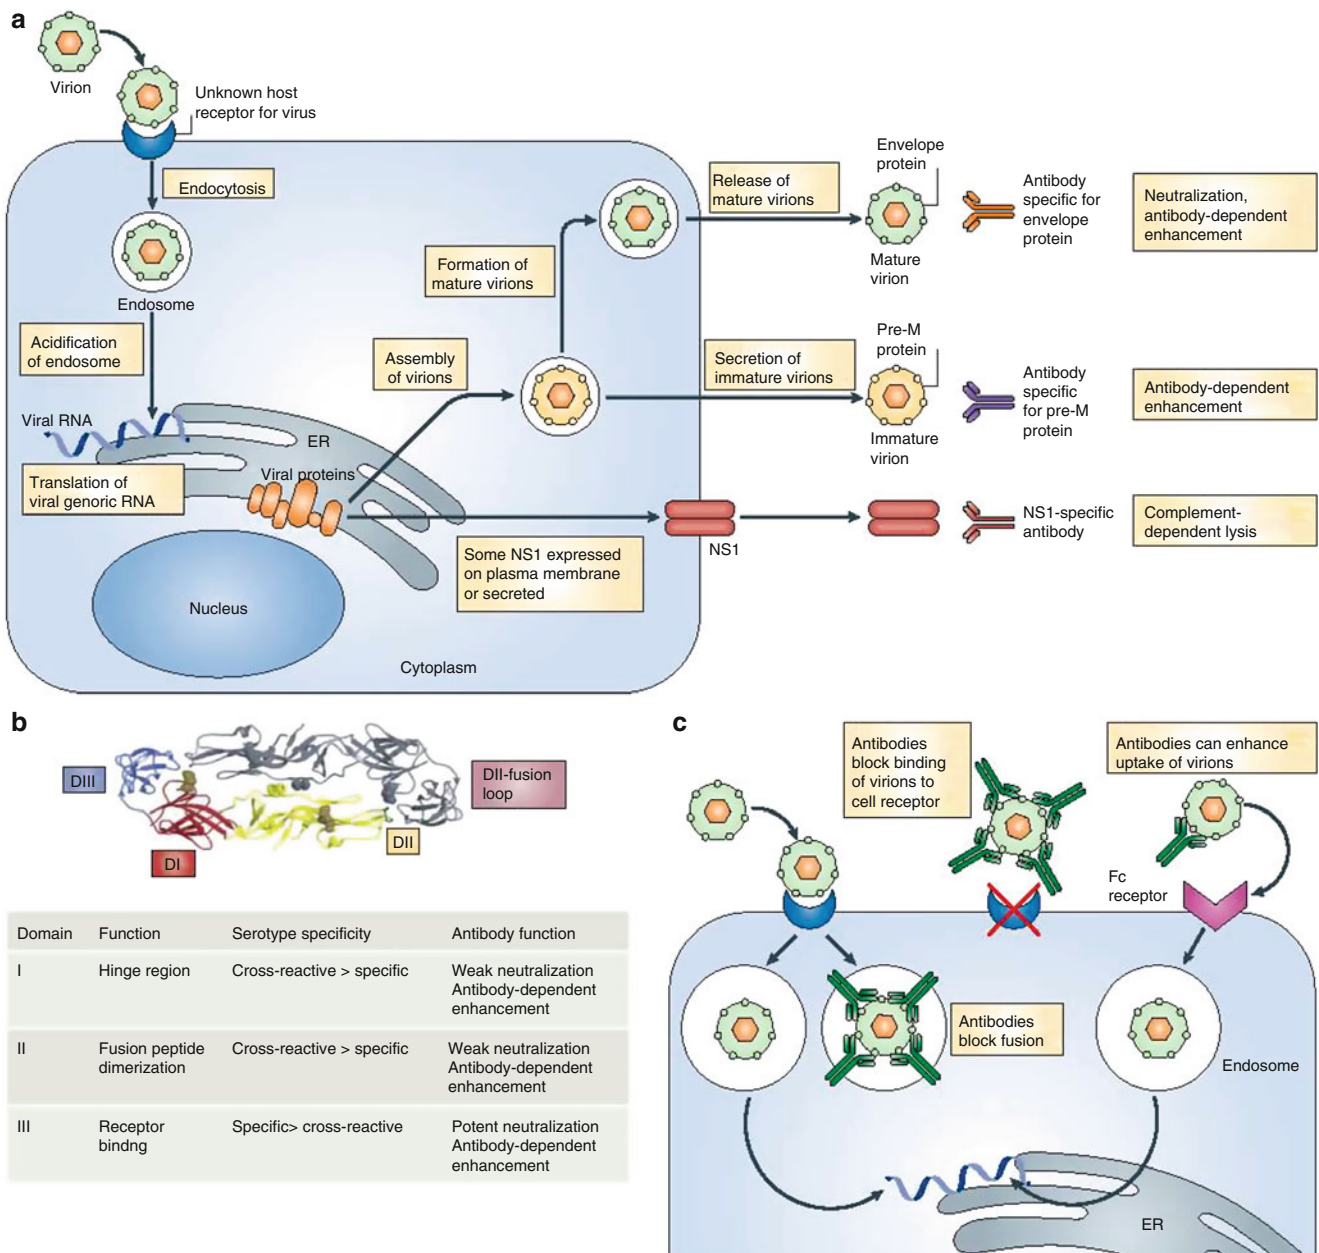 a
Virion
Unknown host
receptor for virus
Endocytosis
Endosome
Acidification
of endosome
Viral RNA
Translation of
viral genoric RNA
ER
Viral proteins
Nucleus
Cytoplasm
Assembly
of virions
Formation of
mature virions
Release of
mature virions
Envelope
protein
Mature
virion
Antibody
specific for
envelope
protein
Neutralization,
antibody-dependent
enhancement
Secretion of
immature virions
Pre-M
protein
Immature
virion
Antibody
specific
for pre-M
protein
Antibody-dependent
enhancement
Some NS1 expressed
on plasma membrane
or secreted
NS1
NS1-specific
antibody
Complement-
dependent lysis
b
DIII
DI
DII
DII-fusion
loop
Domain Function Serotype specificity Antibody function
I Hinge region Cross-reactive > specific Weak neutralization
Antibody-dependent
enhancement
II Fusion peptide Cross-reactive > specific Weak neutralization
dimerization Antibody-dependent
enhancement
III Receptor Specific> cross-reactive Potent neutralization
bindng Antibody-dependent
enhancement
c
Antibodies
block binding
of virions to
cell receptor
Antibodies can enhance
uptake of virions
Fc
receptor
Antibodies
block fusion
Endosome
ER